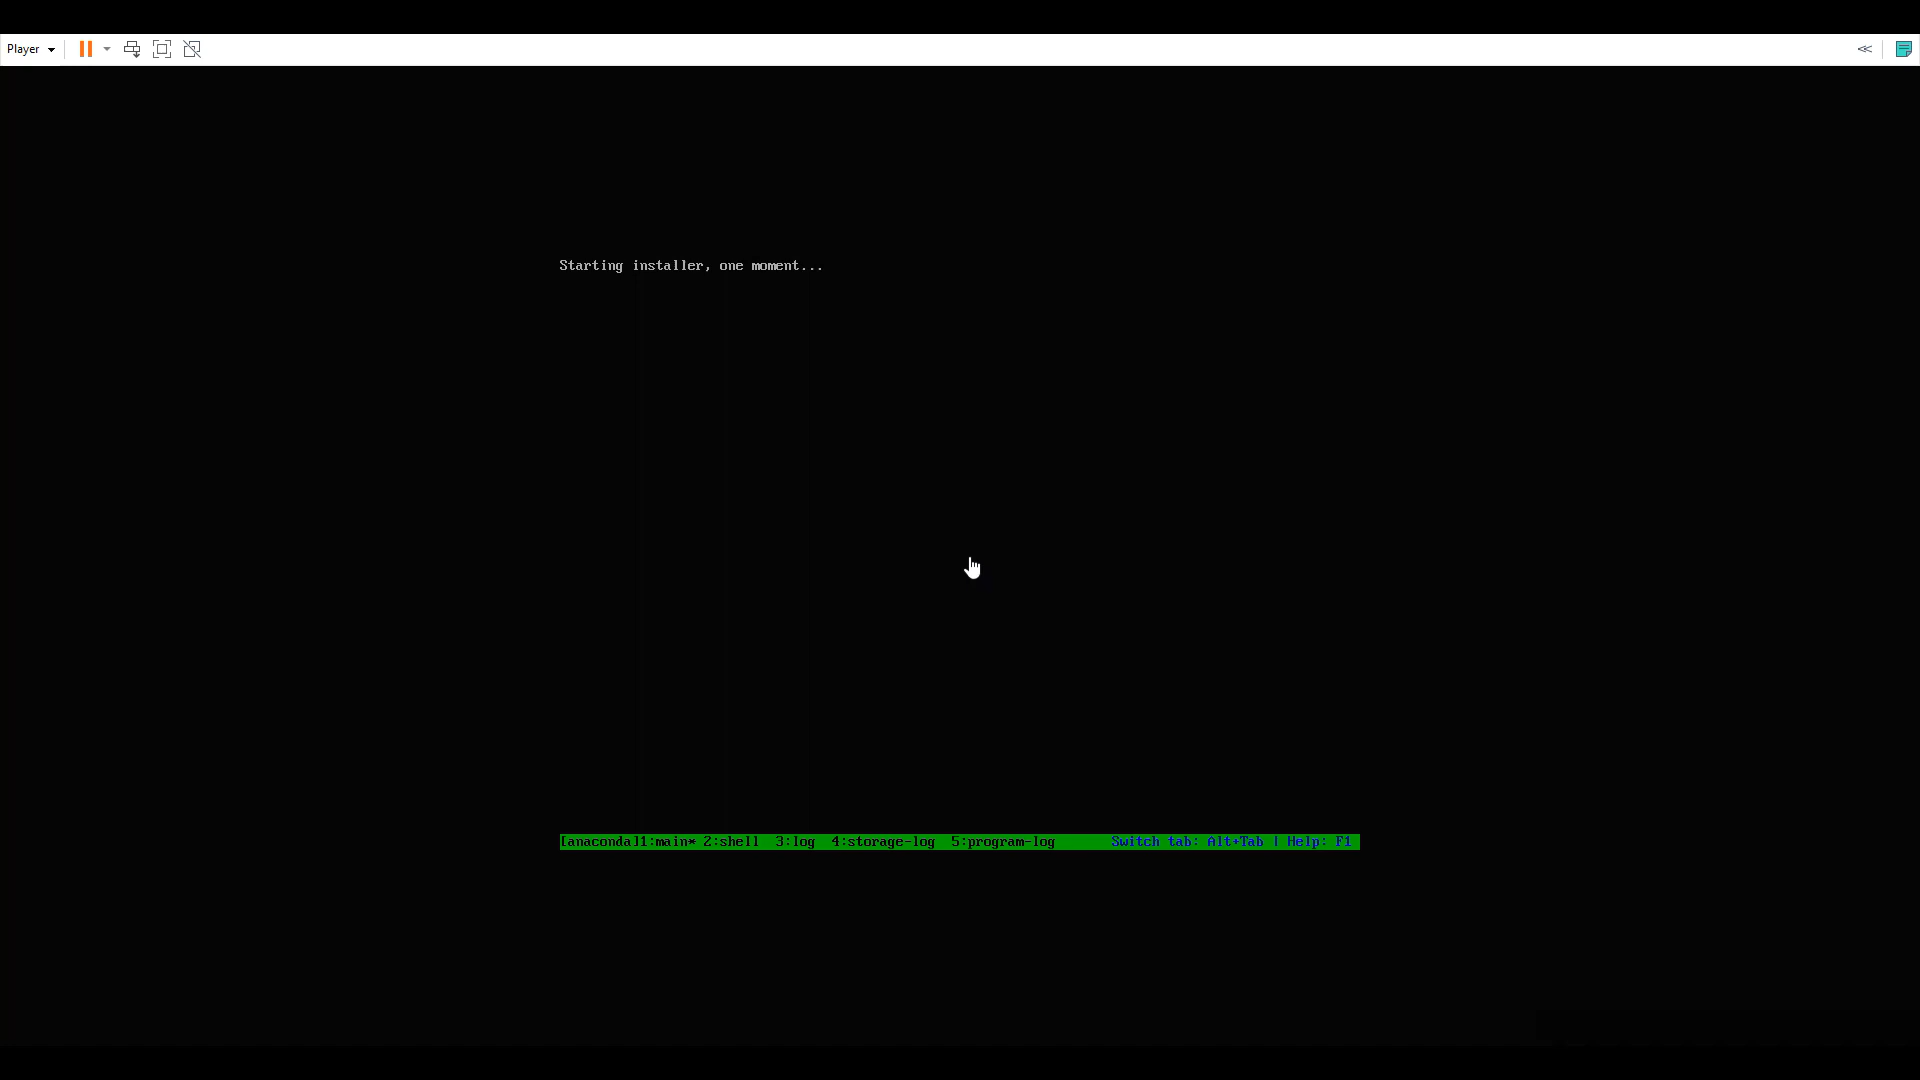 Player
Starting installer, one moment...
[anaconda]1:main* 2:shell  3:log  4:storage-log  5:program-log       Switch tab: Alt+Tab | Help: F1